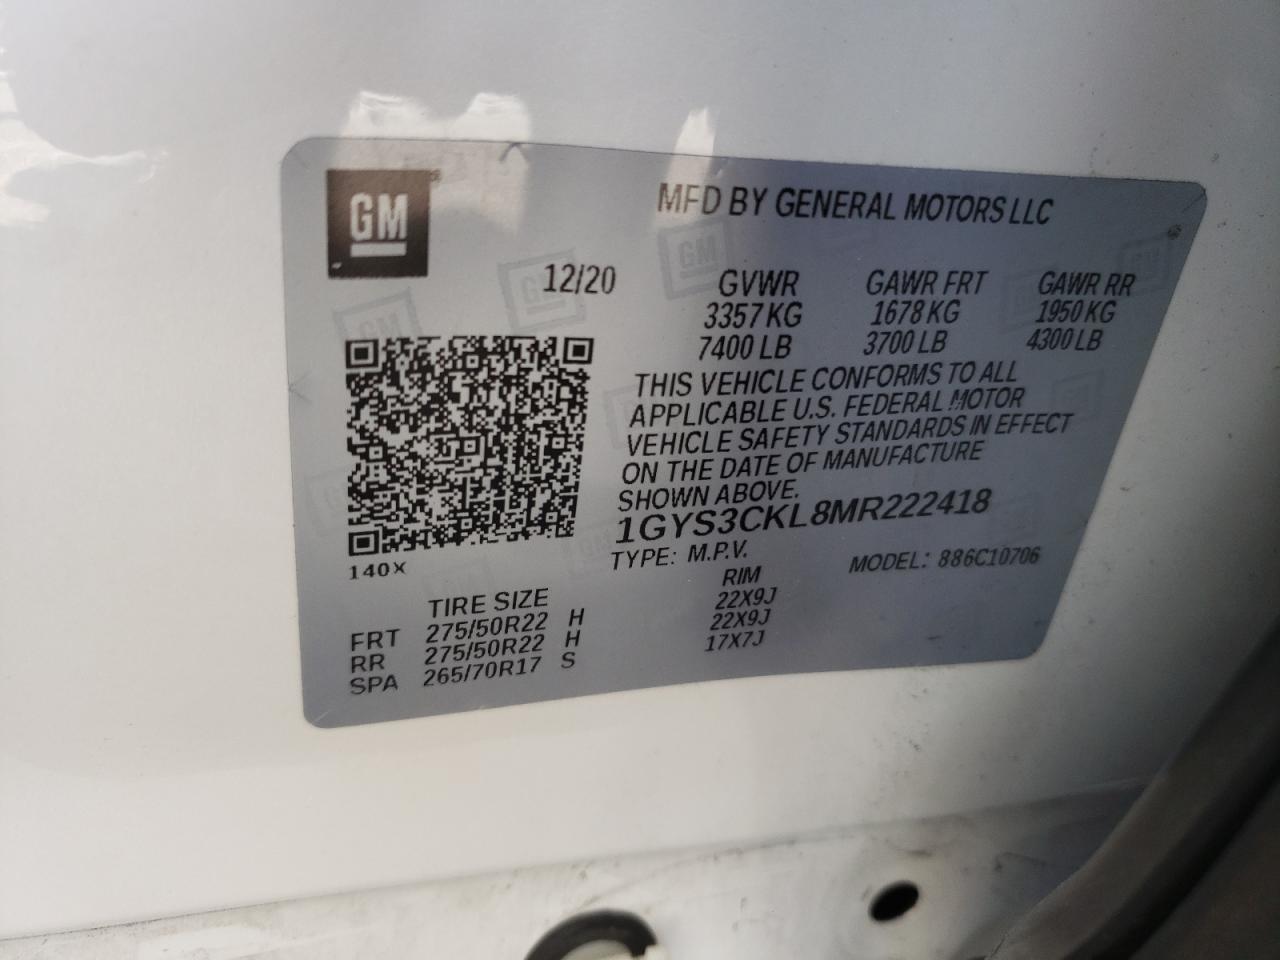 GM
MFD BY GENERAL MOTORS LLC
12/20
GVWR GAWR FRT GAWR RR
3357 KG 1678 KG 1950 KG
7400 LB 3700 LB 4300 LB
THIS VEHICLE CONFORMS TO ALL
APPLICABLE U.S. FEDERAL MOTOR
VEHICLE SAFETY STANDARDS IN EFFECT
ON THE DATE OF MANUFACTURE
SHOWN ABOVE.
1GYS3CKL8MR222418
TYPE: M.P.V. MODEL: 886C10706
140X
TIRE SIZE RIM
FRT 275/50R22 H 22X9J
RR 275/50R22 H 22X9J
SPA 265/70R17 S 17X7J